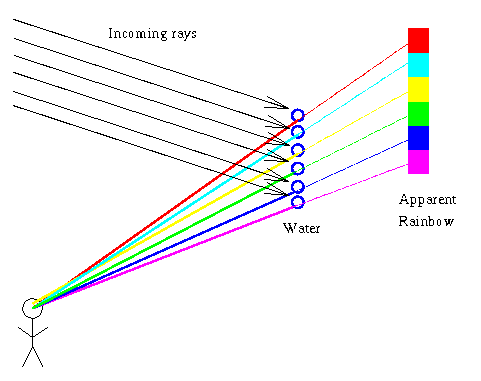 Incoming rays
Water
Apparent
Rainbow